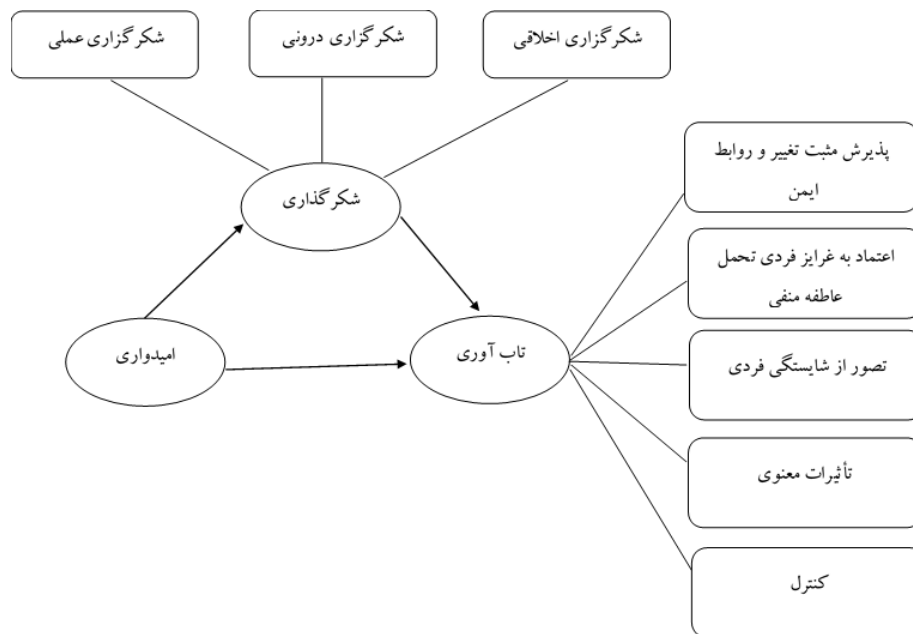 شکرگزاری اخلاقی
شکرگزاری درونی
شکرگزاری عملی
شکرگذاری
پذیرش مثبت تغییر و روابط
ایمن
اعتماد به غرایز فردی تحمل
عاطفه منفی
امیدواری
تاب آوری
تصور از شایستگی فردی
تأثیرات معنوی
کنترل